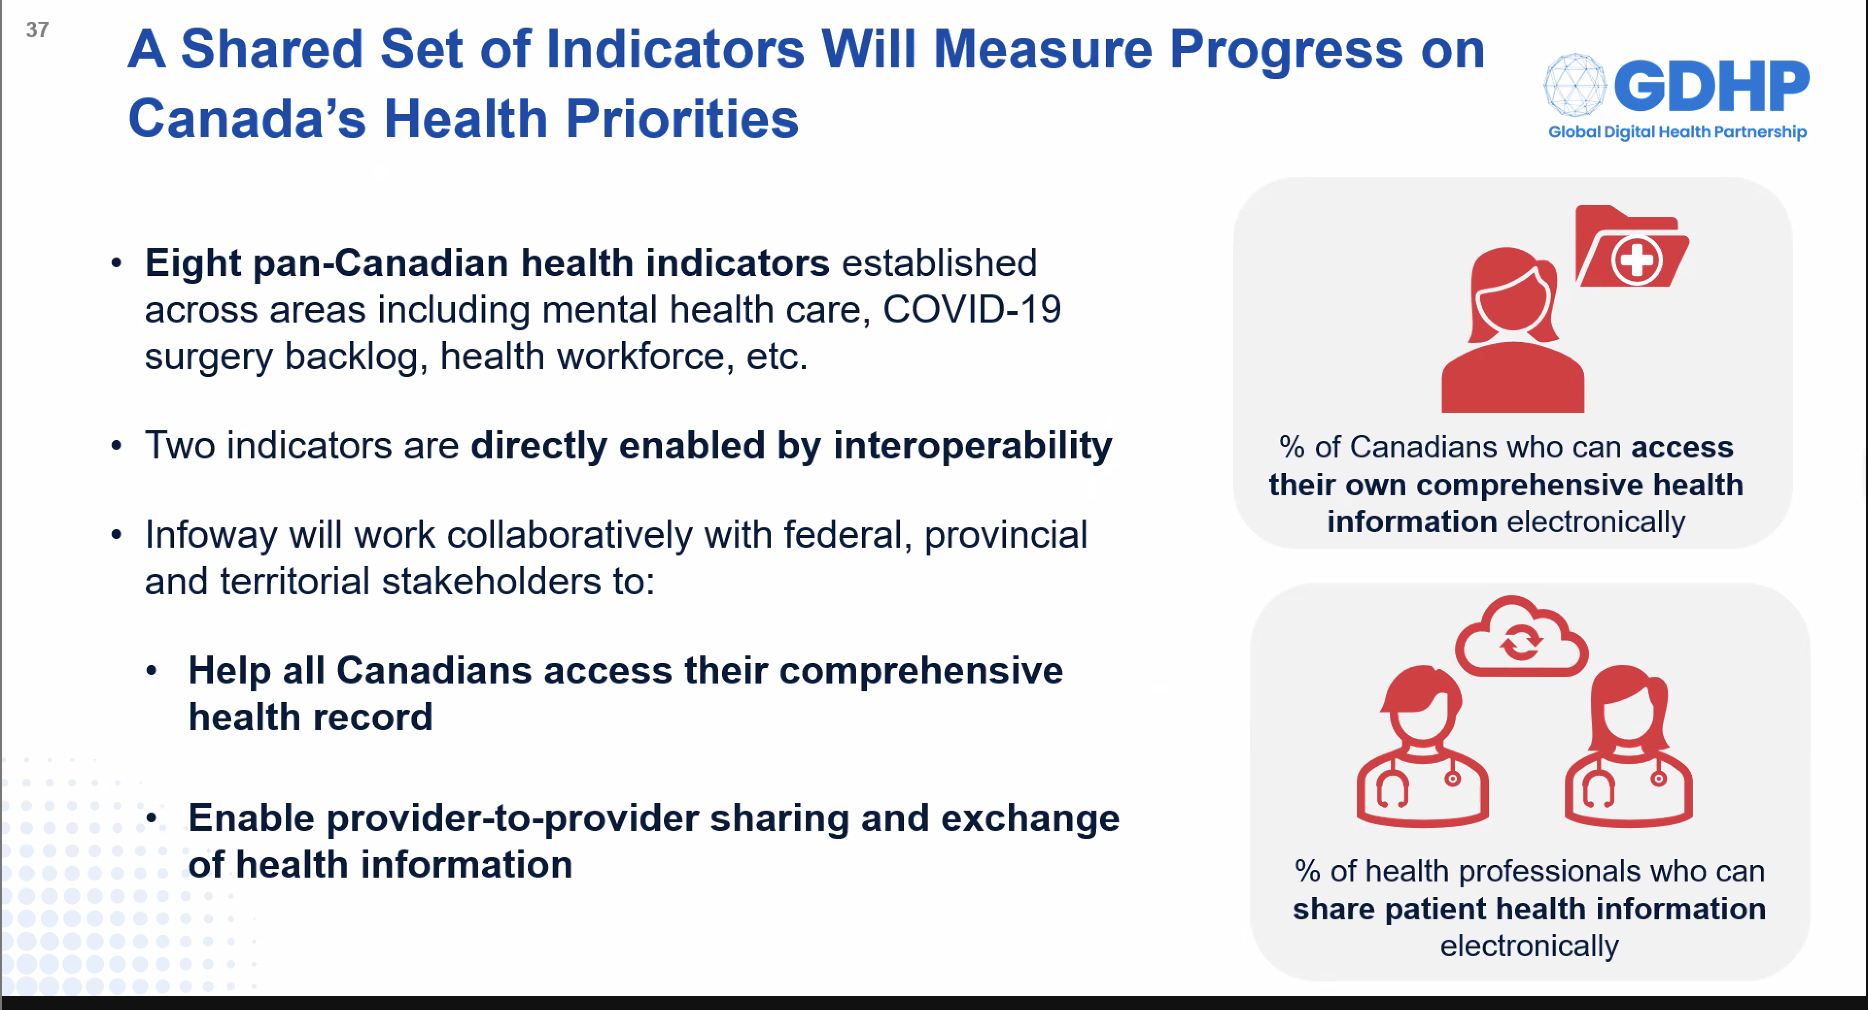 37
A Shared Set of Indicators Will Measure Progress on
Canada’s Health Priorities
GDHP
Global Digital Health Partnership
• Eight pan-Canadian health indicators established
across areas including mental health care, COVID-19
surgery backlog, health workforce, etc.
• Two indicators are directly enabled by interoperability
• Infoway will work collaboratively with federal, provincial
and territorial stakeholders to:
• Help all Canadians access their comprehensive
health record
• Enable provider-to-provider sharing and exchange
of health information
% of Canadians who can access
their own comprehensive health
information electronically
% of health professionals who can
share patient health information
electronically